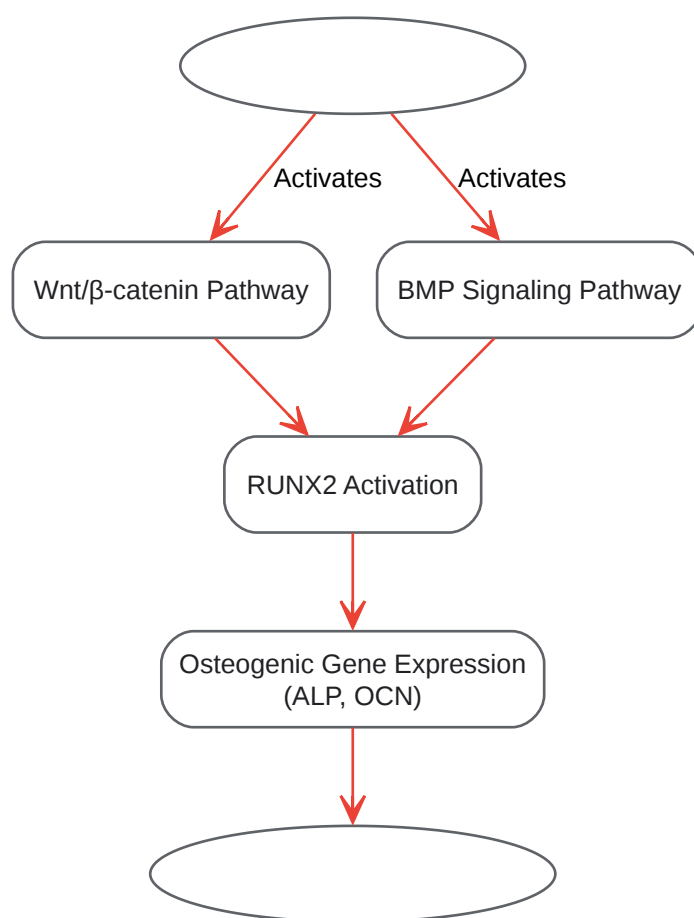 Activates
Activates
Wnt/β-catenin Pathway
BMP Signaling Pathway
RUNX2 Activation
Osteogenic Gene Expression
(ALP, OCN)